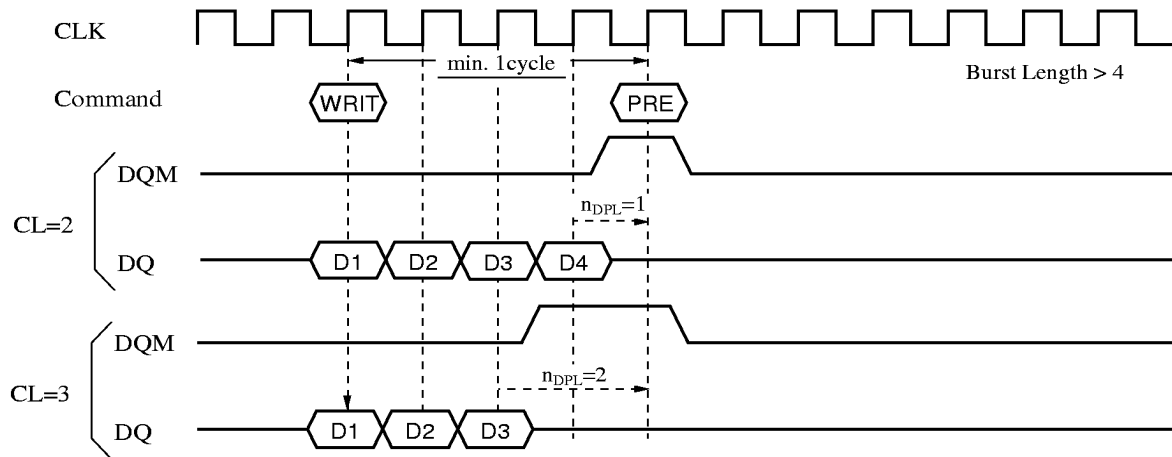 CLK
min. 1cycle
Burst Length > 4
Command
WRIT
PRE
DQM
nDPL=1
CL=2
DQ
D1 D2 D3 D4
DQM
nDPL=2
CL=3
DQ
D1 D2 D3